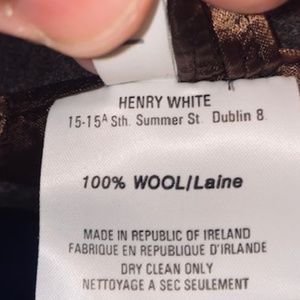 HENRY WHITE
15-15A Sth. Summer St. Dublin 8.
100% WOOL/Laine
MADE IN REPUBLIC OF IRELAND
FABRIQUE EN REPUBLIQUE D'IRLANDE
DRY CLEAN ONLY
NETTOYAGE A SEC SEULEMENT